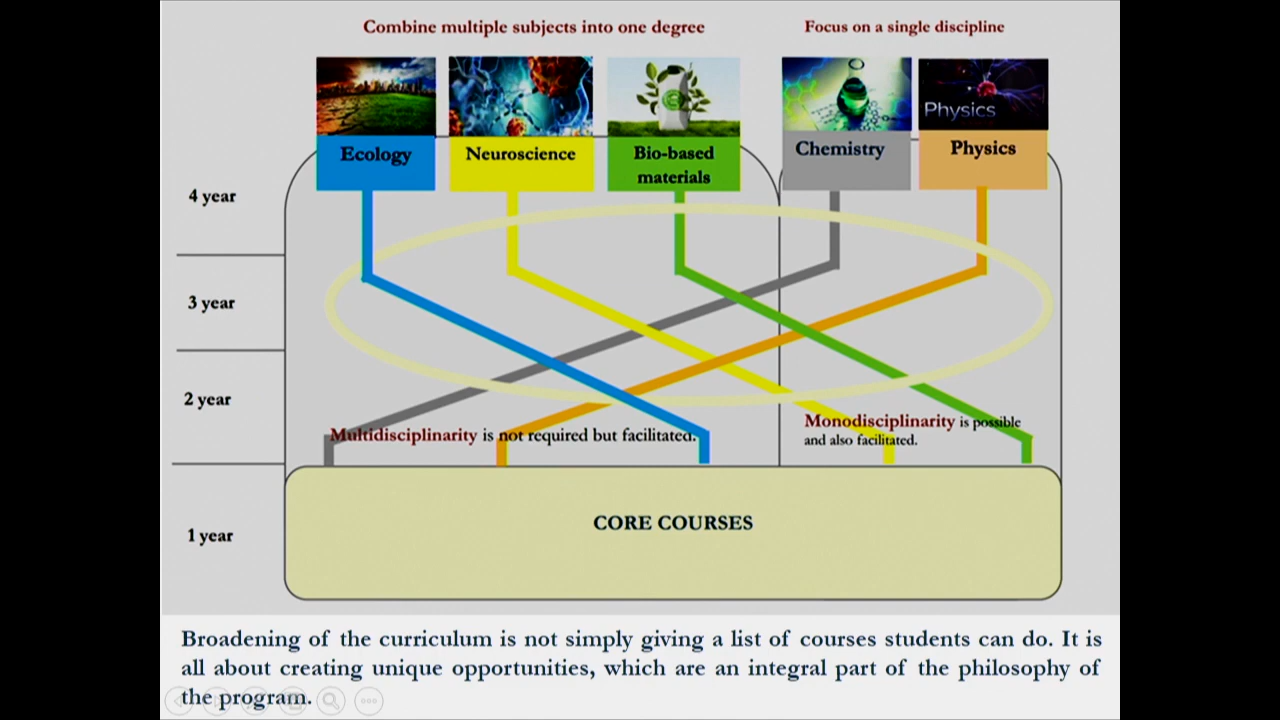 Combine multiple subjects into one degree
Focus on a single discipline
Physics
Ecology
Neuroscience
Bio-based
materials
Chemistry
Physics
4 year
3 year
2 year
Multidisciplinarity is not required but facilitated.
Monodisciplinarity is possible
and also facilitated.
1 year
CORE COURSES
Broadening of the curriculum is not simply giving a list of courses students can do. It is
all about creating unique opportunities, which are an integral part of the philosophy of
the program.